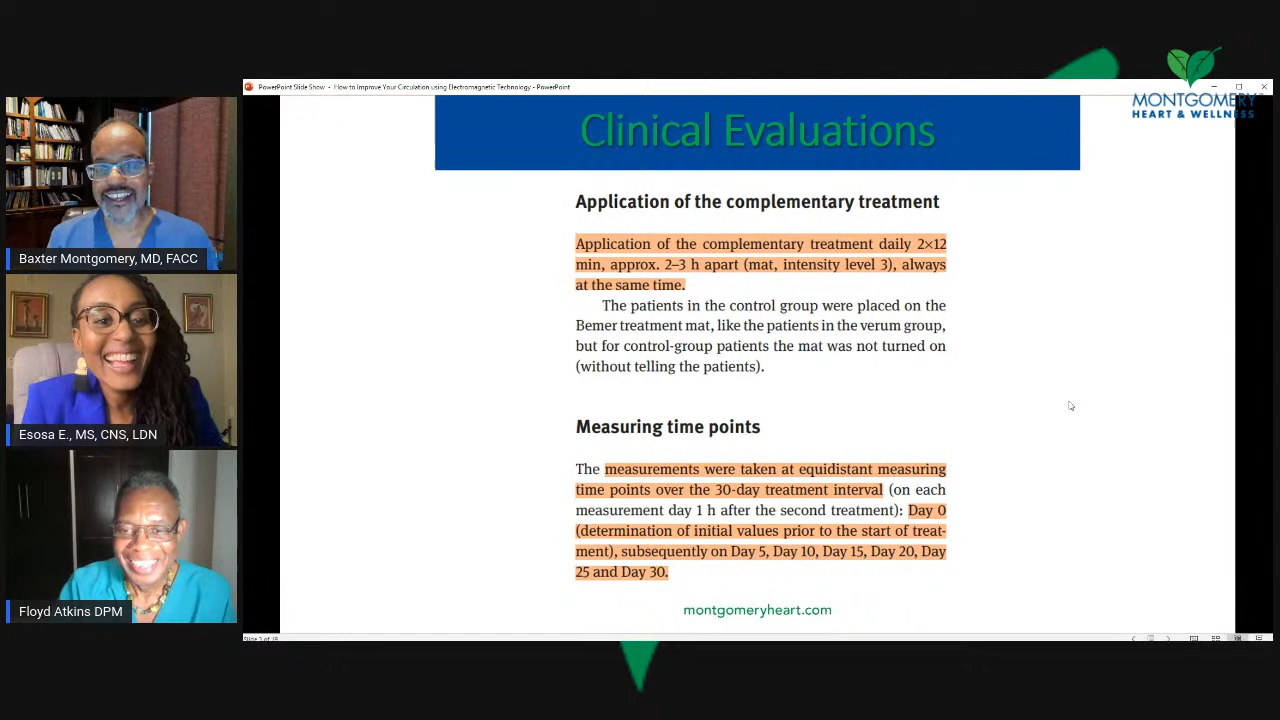 PowerPoint Slide Show - How to Improve Your Circulation using Electromagnetic Technology - PowerPoint
MONTGOMERY
HEART & WELLNESS
Clinical Evaluations
Application of the complementary treatment
Application of the complementary treatment daily 2×12
min, approx. 2–3 h apart (mat, intensity level 3), always
at the same time.
The patients in the control group were placed on the
Bemer treatment mat, like the patients in the verum group,
but for control-group patients the mat was not turned on
(without telling the patients).
Measuring time points
The measurements were taken at equidistant measuring
time points over the 30-day treatment interval (on each
measurement day 1 h after the second treatment): Day 0
(determination of initial values prior to the start of treat-
ment), subsequently on Day 5, Day 10, Day 15, Day 20, Day
25 and Day 30.
montgomeryheart.com
Baxter Montgomery, MD, FACC
Esosa E., MS, CNS, LDN
Floyd Atkins DPM